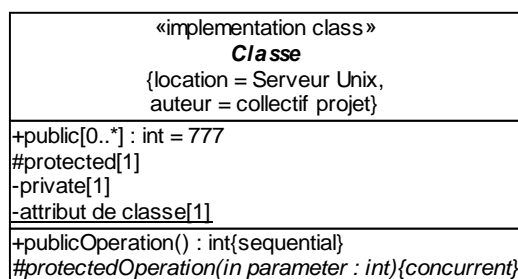 «implementation class»
Classe
{location = Serveur Unix,
auteur = collectif projet}
+public[0..*] : int = 777
#protected[1]
-private[1]
-attribut de classe[1]
+publicOperation() : int{sequential}
#protectedOperation(in parameter : int){concurrent}